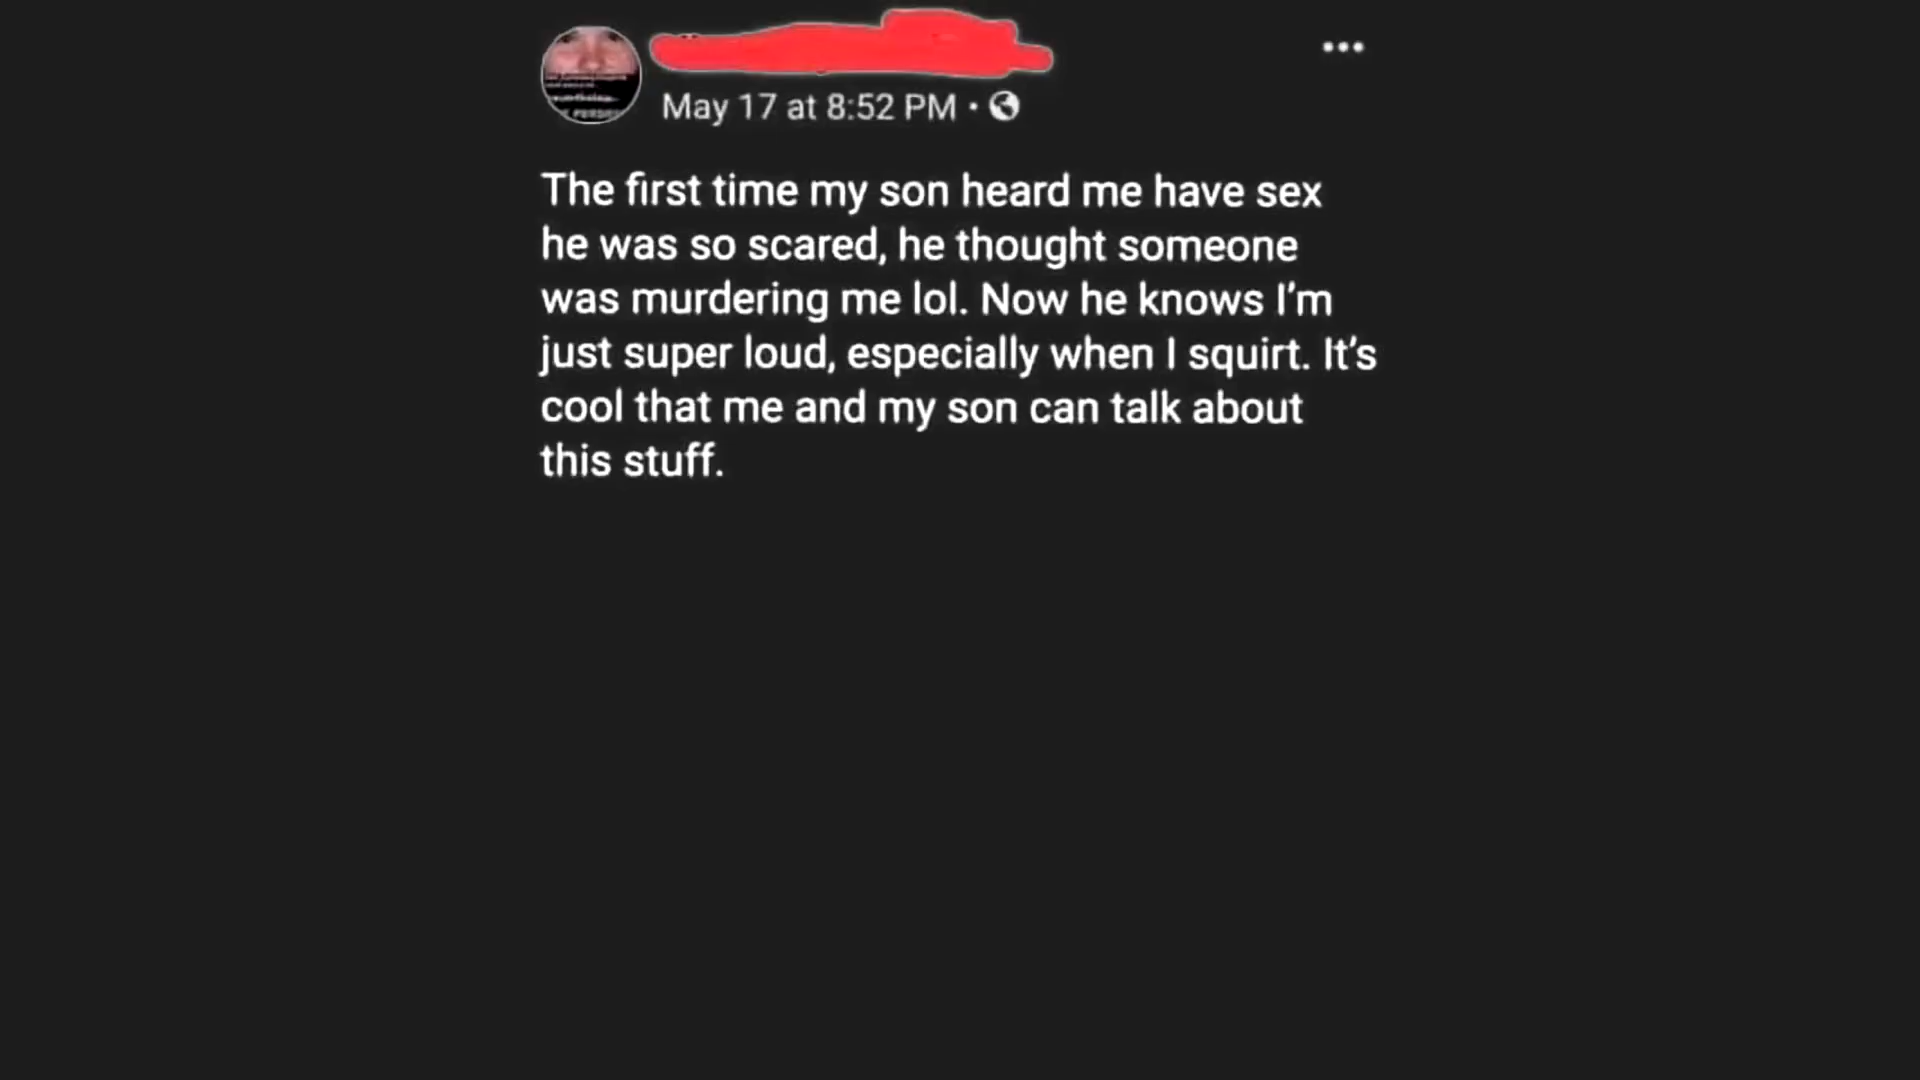 May 17 at 8:52 PM ·
The first time my son heard me have sex
he was so scared, he thought someone
was murdering me lol. Now he knows I'm
just super loud, especially when I squirt. It's
cool that me and my son can talk about
this stuff.